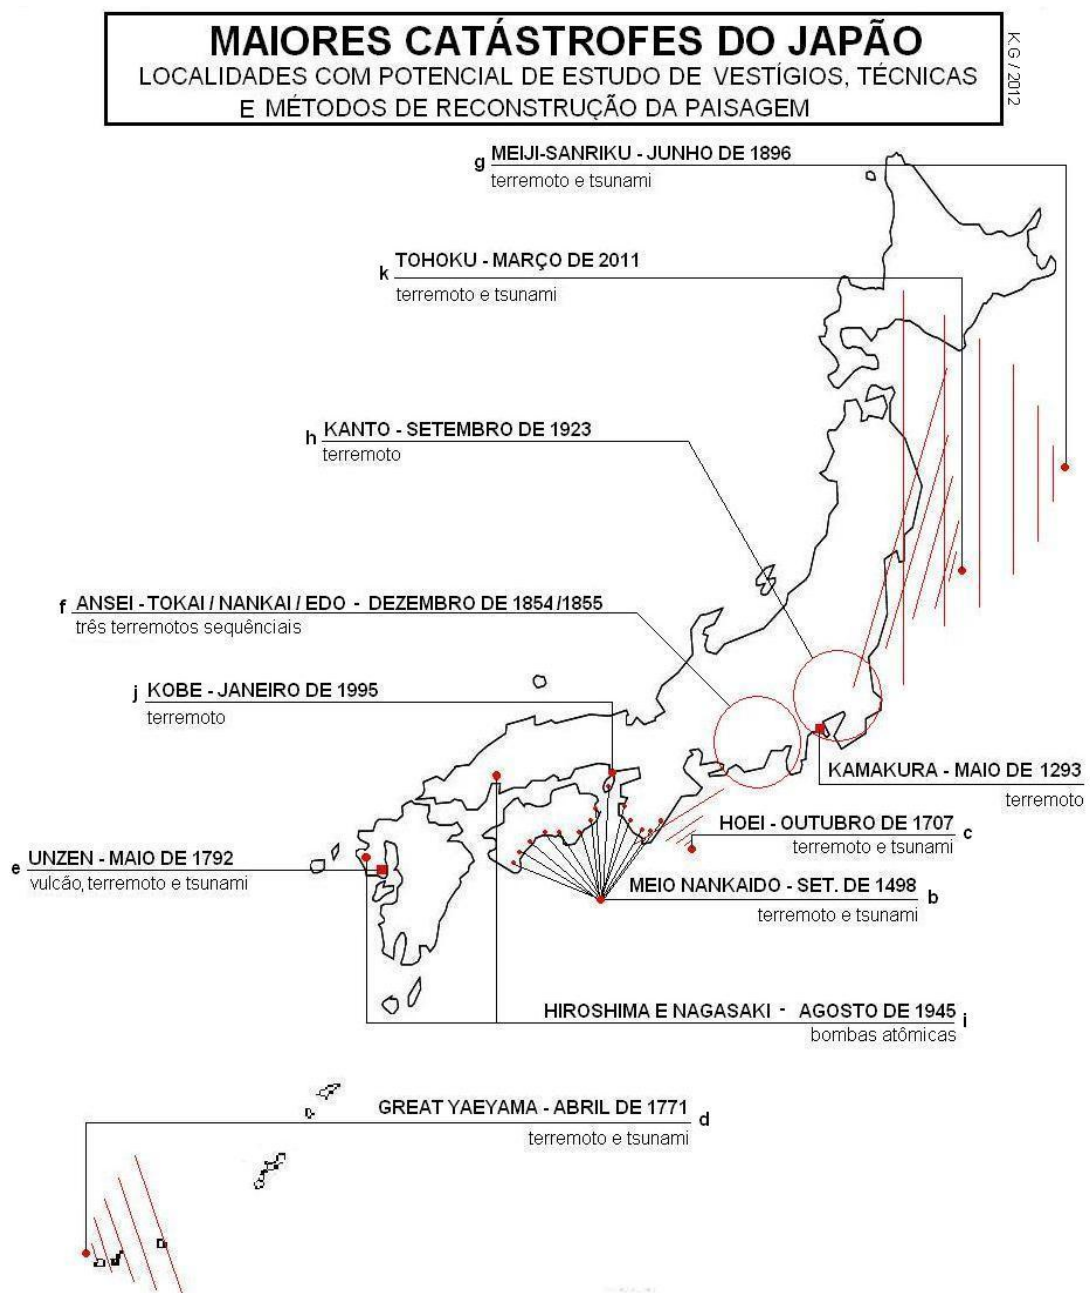 MAIORES CATÁSTROFES DO JAPÃO
LOCALIDADES COM POTENCIAL DE ESTUDO DE VESTÍGIOS, TÉCNICAS
E MÉTODOS DE RECONSTRUÇÃO DA PAISAGEM
K.G / 2012
g MEIJI-SANRIKU - JUNHO DE 1896
terremoto e tsunami
k TOHOKU - MARÇO DE 2011
terremoto e tsunami
h KANTO - SETEMBRO DE 1923
terremoto
f ANSEI - TOKAI / NANKAI / EDO - DEZEMBRO DE 1854/1855
três terremotos sequênciais
j KOBE - JANEIRO DE 1995
terremoto
KAMAKURA - MAIO DE 1293
terremoto
HOEI - OUTUBRO DE 1707 c
terremoto e tsunami
e UNZEN - MAIO DE 1792
vulcão, terremoto e tsunami
MEIO NANKAIDO - SET. DE 1498 b
terremoto e tsunami
HIROSHIMA E NAGASAKI - AGOSTO DE 1945 i
bombas atômicas
GREAT YAEYAMA - ABRIL DE 1771 d
terremoto e tsunami